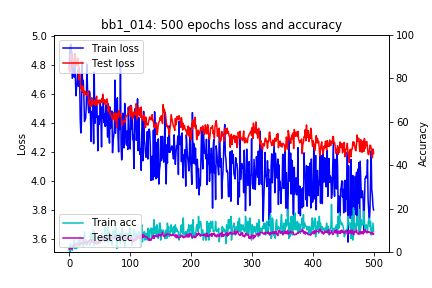 bb1_014: 500 epochs loss and accuracy
5.0
4.8
4.6
4.4
4.2
4.0
3.8
3.6
Loss
Train loss
Test loss
Train acc
Test acc
100
80
60
40
20
0
Accuracy
0
100
200
300
400
500